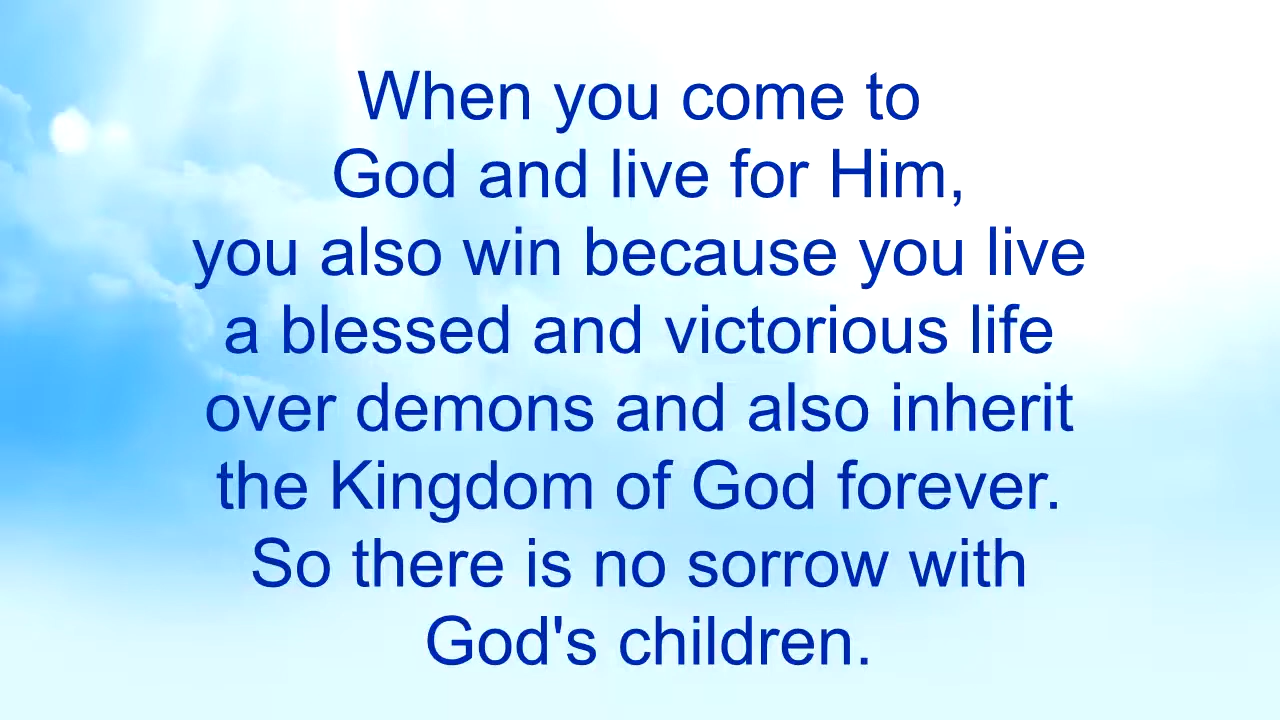 When you come to
God and live for Him,
you also win because you live
a blessed and victorious life
over demons and also inherit
the Kingdom of God forever.
So there is no sorrow with
God's children.